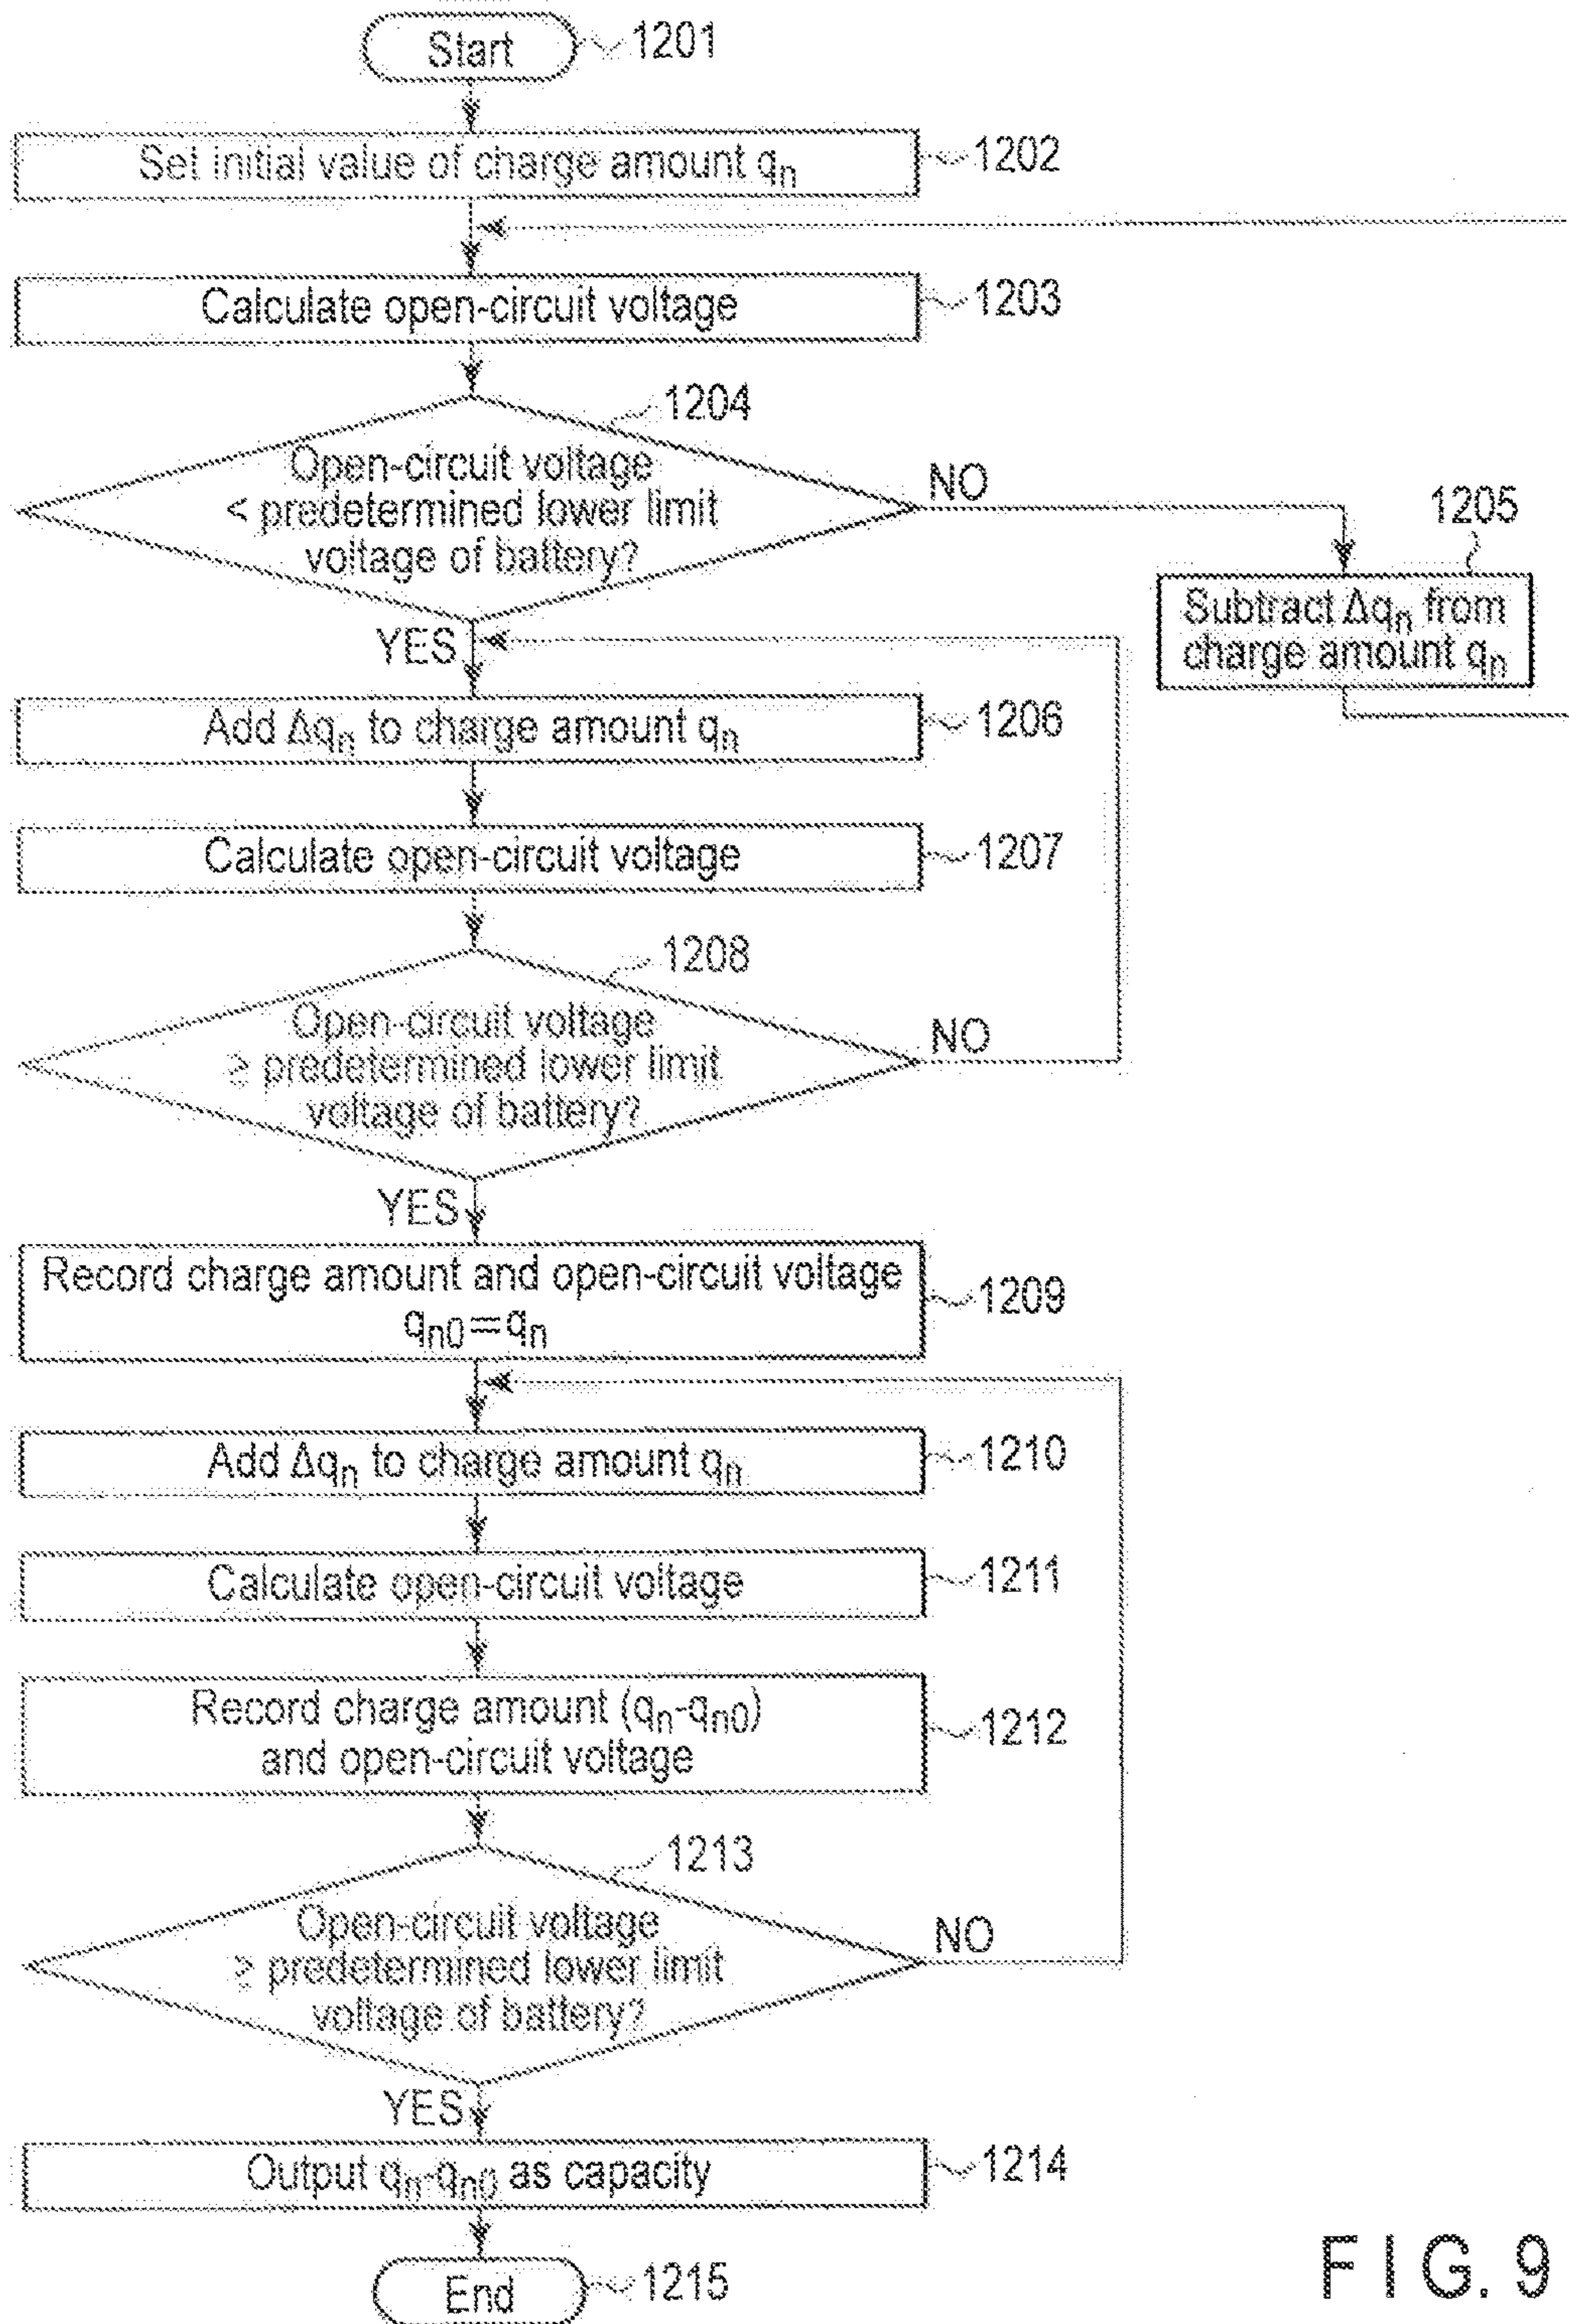 Start
1201
Set initial value of charge amount qn
1202
Calculate open-circuit voltage
1203
1204
Open-circuit voltage
< predetermined lower limit
voltage of battery?
NO
YES
1205
Subtract Δqn from
charge amount qn
Add Δqn to charge amount qn
1206
Calculate open-circuit voltage
1207
1208
Open-circuit voltage
≥ predetermined lower limit
voltage of battery?
NO
YES
Record charge amount and open-circuit voltage
qn0=qn
1209
Add Δqn to charge amount qn
1210
Calculate open-circuit voltage
1211
Record charge amount (qn-qn0)
and open-circuit voltage
1212
1213
Open-circuit voltage
≥ predetermined lower limit
voltage of battery?
NO
YES
Output qn-qn0 as capacity
1214
End
1215
FIG. 9